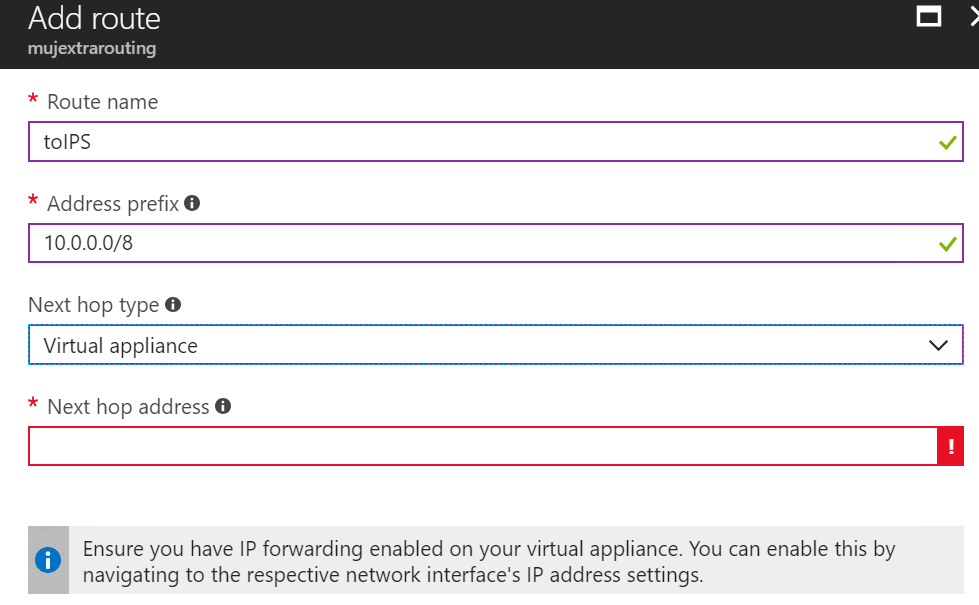 Add route
mujextrarouting
* Route name
toIPS
* Address prefix
10.0.0.0/8
Next hop type
Virtual appliance
* Next hop address
Ensure you have IP forwarding enabled on your virtual appliance. You can enable this by
navigating to the respective network interface's IP address settings.